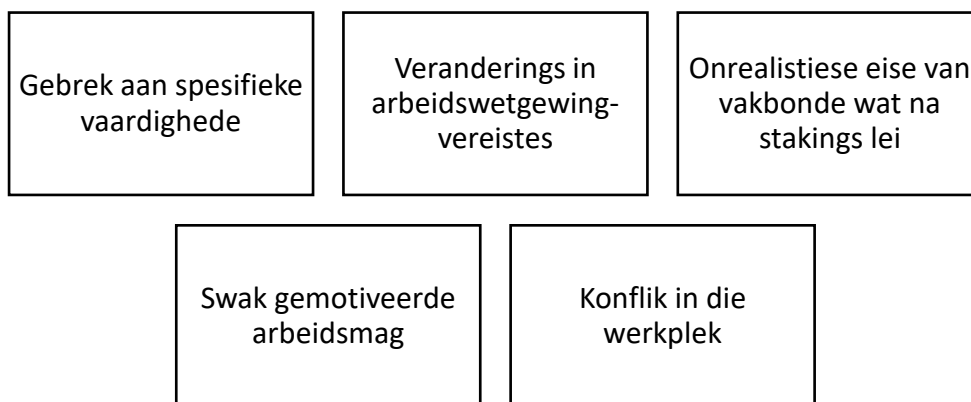 Gebrek aan spesifieke
vaardighede
Veranderings in
arbeidswetgewing-
vereistes
Onrealistiese eise van
vakbonde wat na
stakings lei
Swak gemotiveerde
arbeidsmag
Konflik in die
werkplek